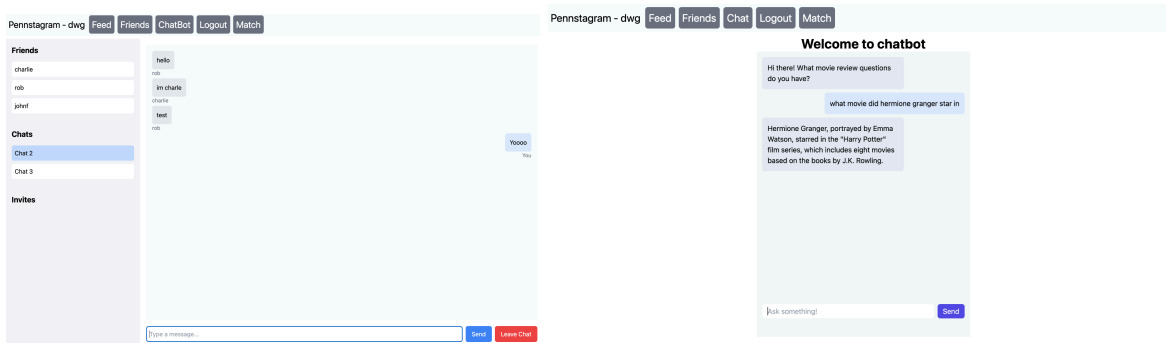 Pennstagram - dwg Feed Friends ChatBot Logout Match
Friends
charlie
rob
johnf
Chats
Chat 2
Chat 3
Invites
hello
rob
im charle
charlie
test
rob
Yoooo
You
Type a message...
Send
Leave Chat
Pennstagram - dwg Feed Friends Chat Logout Match
Welcome to chatbot
Hi there! What movie review questions
do you have?
what movie did hermione granger star in
Hermione Granger, portrayed by Emma
Watson, starred in the "Harry Potter"
film series, which includes eight movies
based on the books by J.K. Rowling.
Ask something!
Send